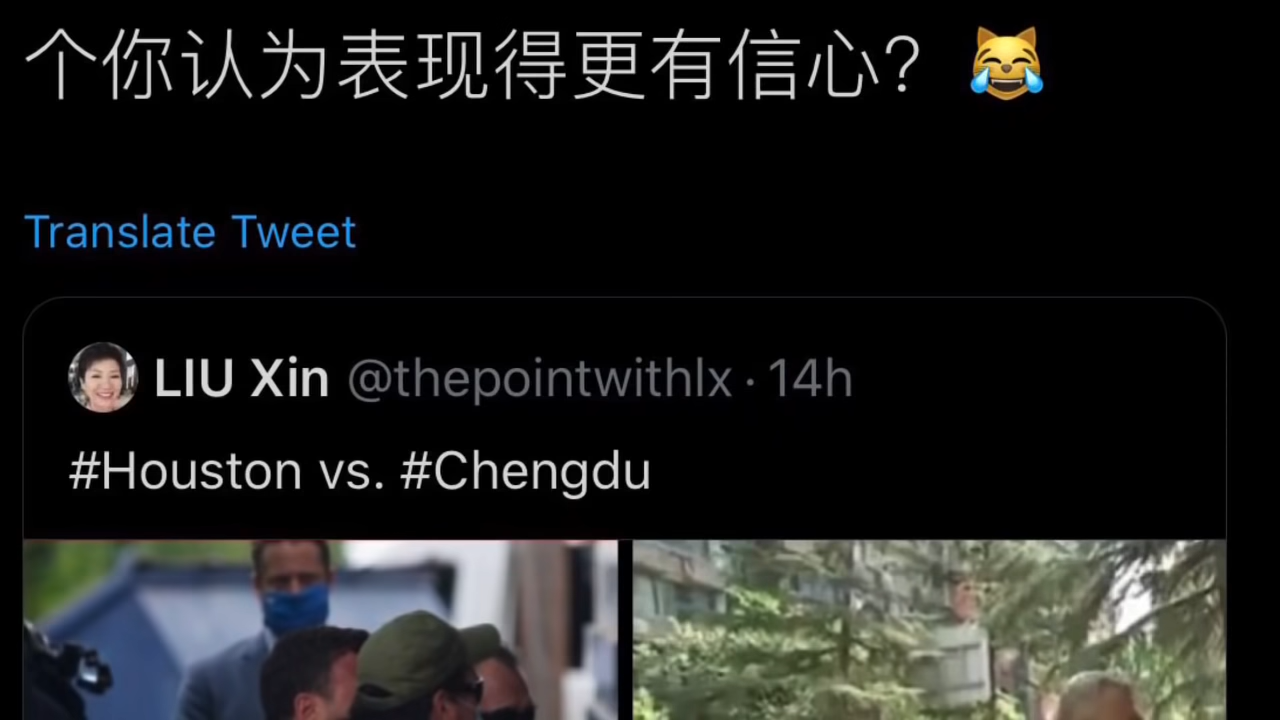 个你认为表现得更有信心? 😹
Translate Tweet
LIU Xin @thepointwithlx · 14h
#Houston vs. #Chengdu